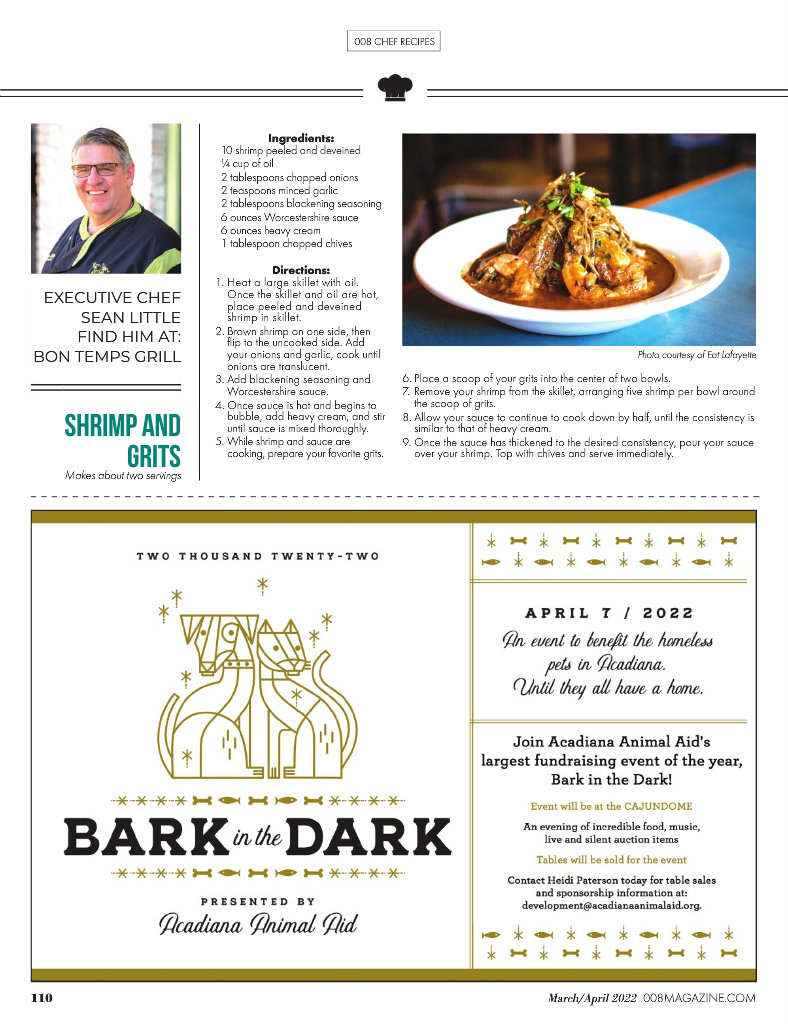 008 CHEF RECIPES
EXECUTIVE CHEF
SEAN LITTLE
FIND HIM AT:
BON TEMPS GRILL
SHRIMP AND
GRITS
Makes about two servings
Ingredients:
10 shrimp peeled and deveined
¼ cup of oil
2 tablespoons chopped onions
2 teaspoons minced garlic
2 tablespoons blackening seasoning
6 ounces Worcestershire sauce
6 ounces heavy cream
1 tablespoon chopped chives
Directions:
1. Heat a large skillet with oil.
Once the skillet and oil are hot,
place peeled and deveined
shrimp in skillet.
2. Brown shrimp on one side, then
flip to the uncooked side. Add
your onions and garlic, cook until
onions are translucent.
3. Add blackening seasoning and
Worcestershire sauce.
4. Once sauce is hot and begins to
bubble, add heavy cream, and stir
until sauce is mixed thoroughly.
5. While shrimp and sauce are
cooking, prepare your favorite grits.
Photo courtesy of Eat Lafayette
6. Place a scoop of your grits into the center of two bowls.
7. Remove your shrimp from the skillet, arranging five shrimp per bowl around
the scoop of grits.
8. Allow your sauce to continue to cook down by half, until the consistency is
similar to that of heavy cream.
9. Once the sauce has thickened to the desired consistency, pour your sauce
over your shrimp. Top with chives and serve immediately.
TWO THOUSAND TWENTY-TWO
BARK in the DARK
PRESENTED BY
Acadiana Animal Aid
APRIL 7 / 2022
An event to benefit the homeless
pets in Acadiana.
Until they all have a home.
Join Acadiana Animal Aid's
largest fundraising event of the year,
Bark in the Dark!
Event will be at the CAJUNDOME
An evening of incredible food, music,
live and silent auction items
Tables will be sold for the event
Contact Heidi Paterson today for table sales
and sponsorship information at:
development@acadianaanimalaid.org.
110
March/April 2022 008MAGAZINE.COM